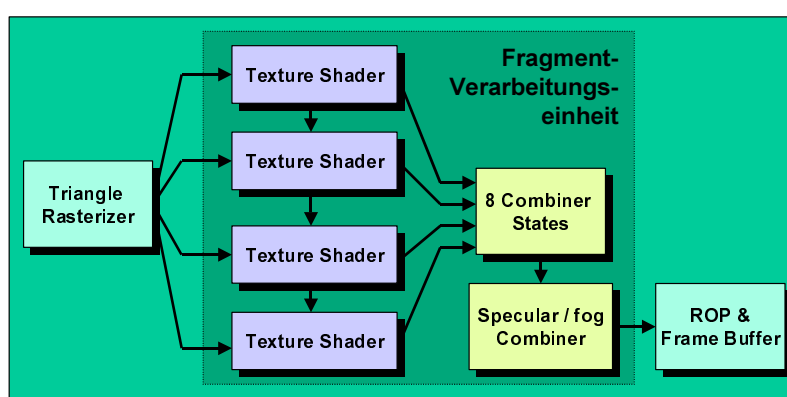 Fragment-
Verarbeitungs-
einheit
Texture Shader
Texture Shader
Texture Shader
Texture Shader
Triangle
Rasterizer
8 Combiner
States
Specular / fog
Combiner
ROP &
Frame Buffer